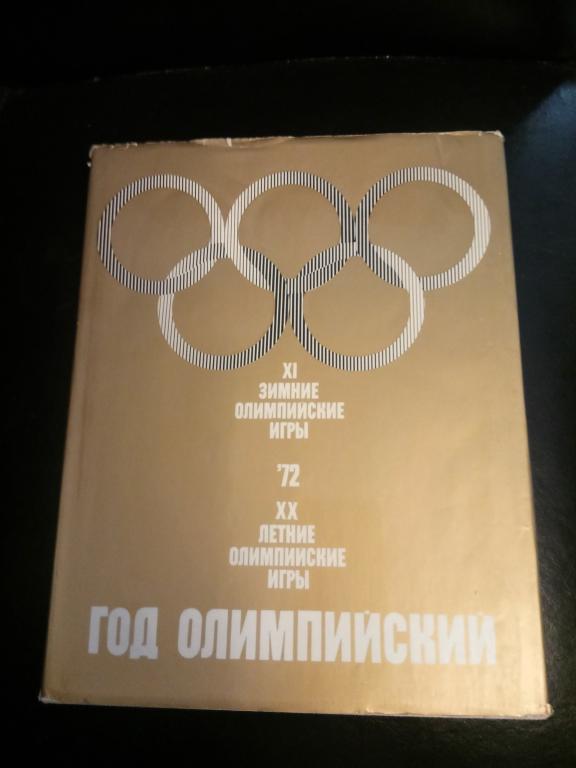 XI
ЗИМНИЕ
ОЛИМПИЙСКИЕ
ИГРЫ
'72
XX
ЛЕТНИЕ
ОЛИМПИЙСКИЕ
ИГРЫ
ГОД ОЛИМПИЙСКИЙ